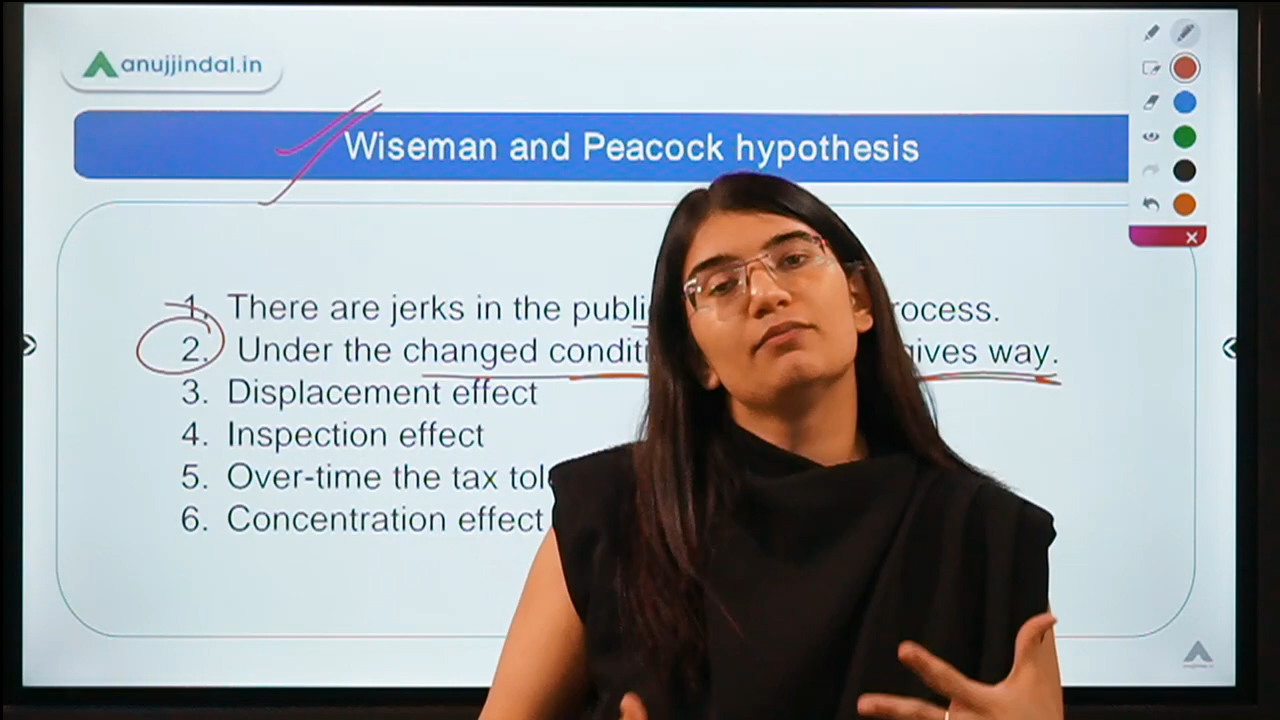 anujjindal.in
Wiseman and Peacock hypothesis
1. There are jerks in the publi rocess.
2. Under the changed conditi gives way.
3. Displacement effect
4. Inspection effect
5. Over-time the tax tol
6. Concentration effect